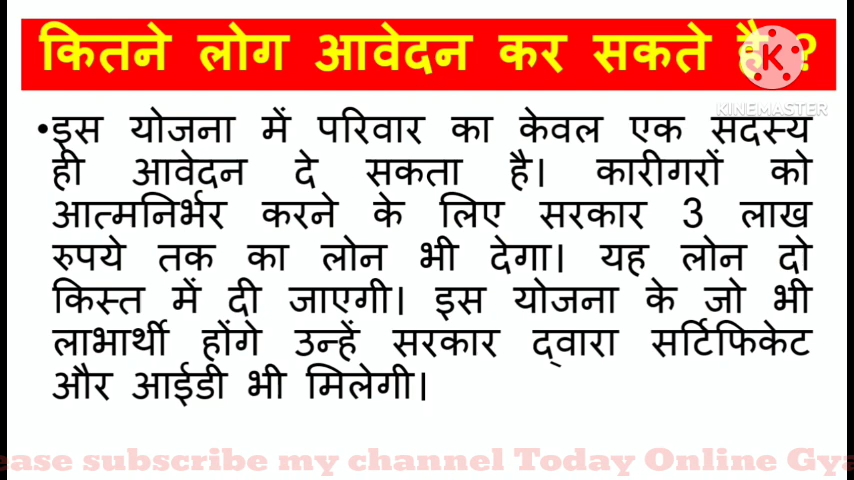 कितने लोग आवेदन कर सकते है ?
KINEMASTER
•इस योजना में परिवार का केवल एक सदस्य
ही आवेदन दे सकता है। कारीगरों को
आत्मनिर्भर करने के लिए सरकार 3 लाख
रुपये तक का लोन भी देगा। यह लोन दो
किस्त में दी जाएगी। इस योजना के जो भी
लाभार्थी होंगे उन्हें सरकार द्वारा सर्टिफिकेट
और आईडी भी मिलेगी।
ease subscribe my channel Today Online Gya